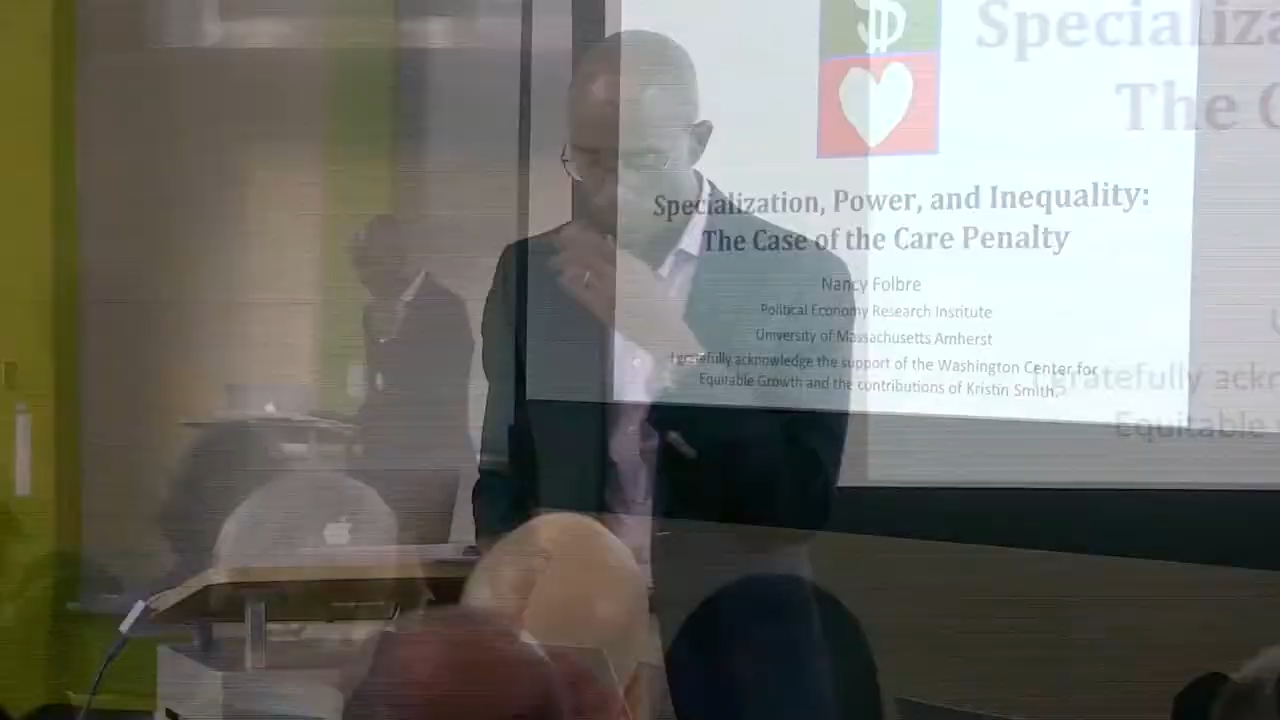 $
Specializa
The C
Specialization, Power, and Inequality:
The Case of the Care Penalty
Nancy Folbre
Political Economy Research Institute
University of Massachusetts Amherst
I gratefully acknowledge the support of the Washington Center for
Equitable Growth and the contributions of Kristin Smith.
gratefully ackr
Equitable